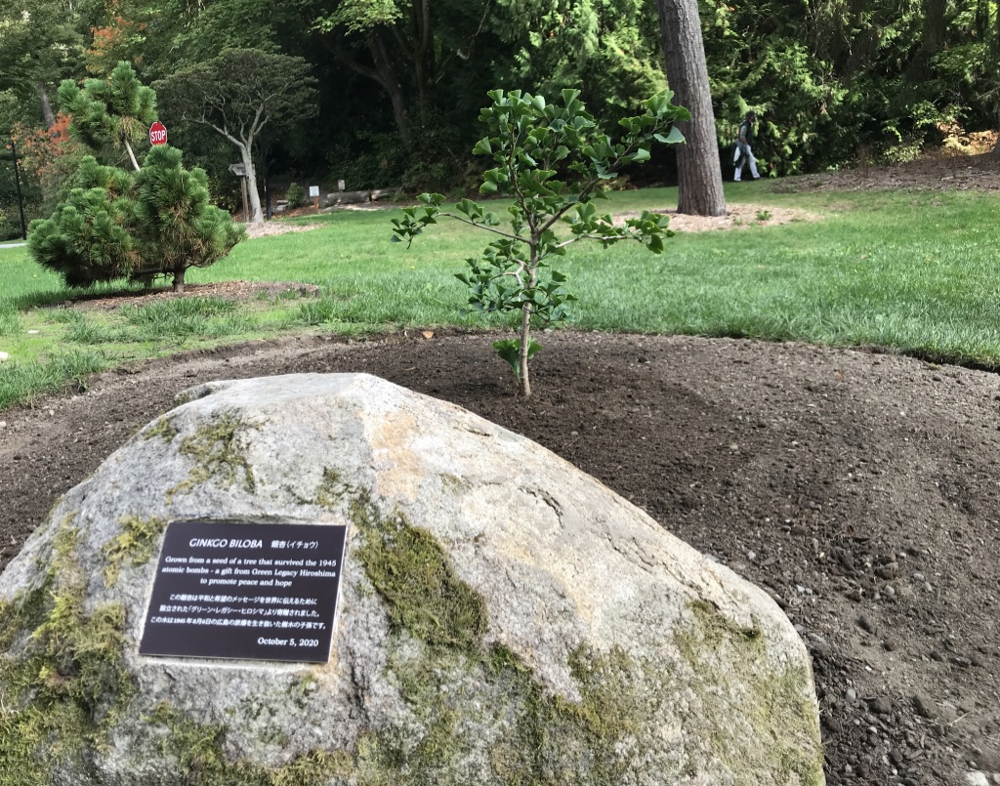 STOP
GINKGO BILOBA 銀杏(イチョウ)
Grown from a seed of a tree that survived the 1945
atomic bombs - a gift from Green Legacy Hiroshima
to promote peace and hope
この銀杏は平和と希望のメッセージを世界に伝えるために
設立された「グリーン・レガシー・ヒロシマ」より寄贈されました。
この木は1945年8月6日の広島の原爆を生き抜いた樹木の子孫です。
October 5, 2020